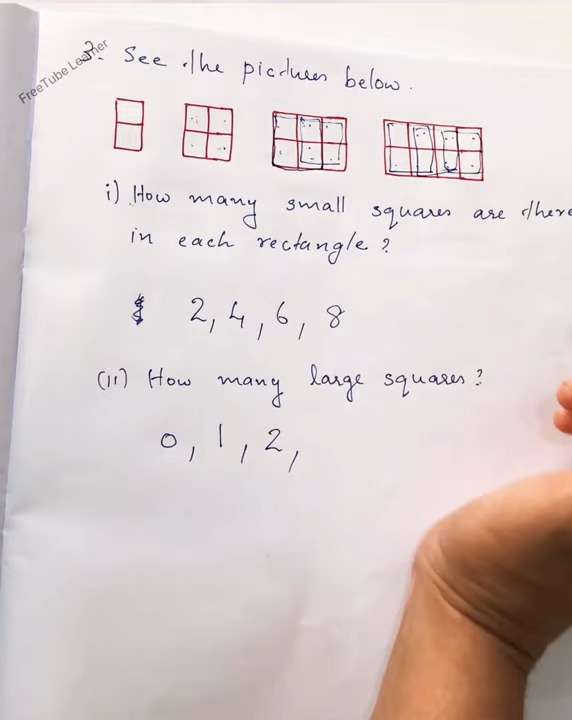 FreeTube Learner
3. See the pictures below.
i) How many small squares are there
in each rectangle?
2, 4, 6, 8
(ii) How many large squares?
0, 1, 2,